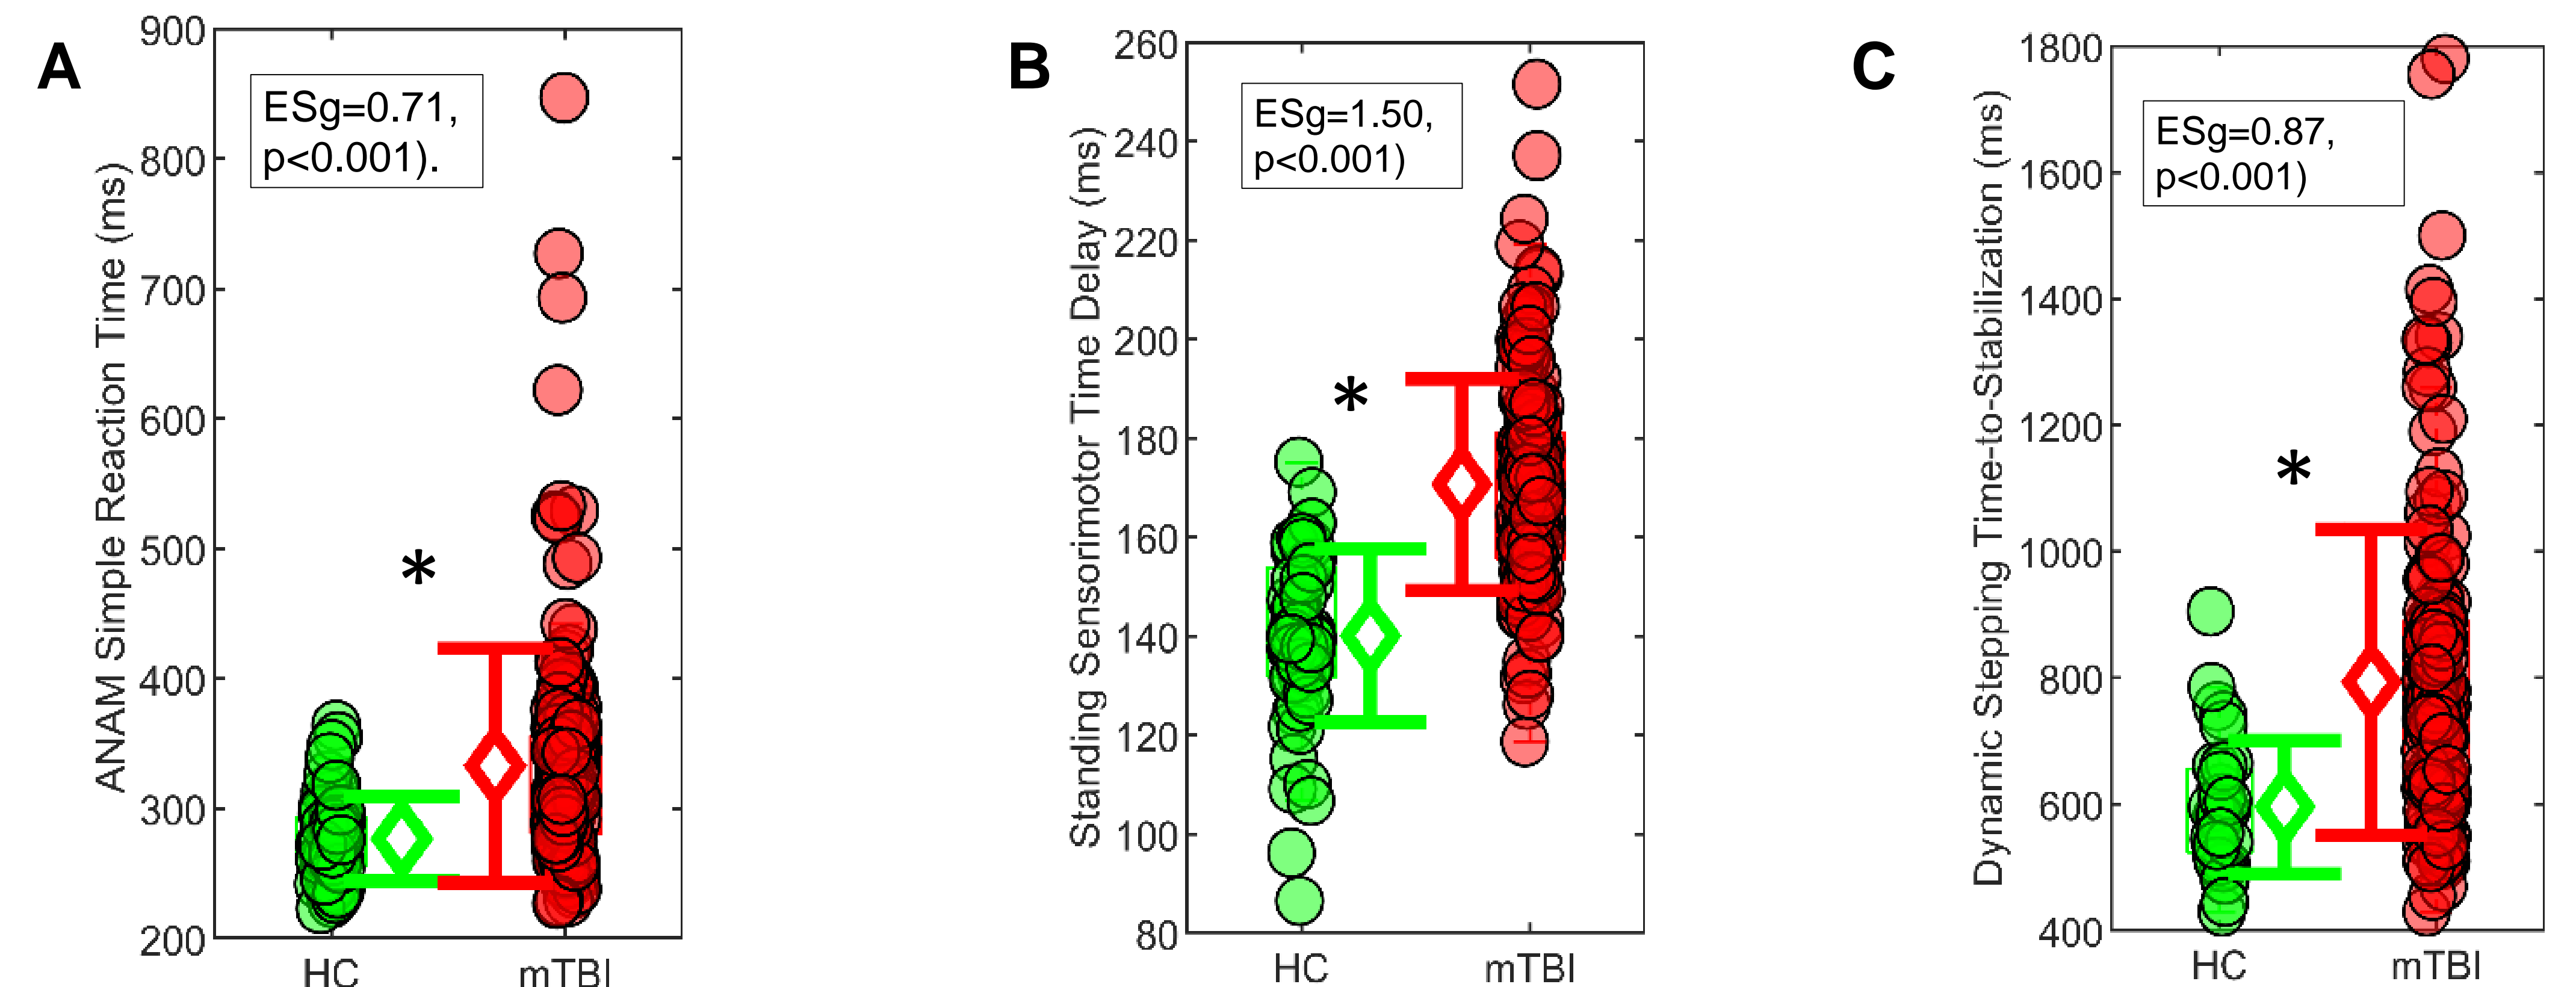 A
ANAM Simple Reaction Time (ms)
900
800
700
600
500
400
300
200
ESg=0.71,
p<0.001).
*
HC
mTBI
B
Standing Sensorimotor Time Delay (ms)
260
240
220
200
180
160
140
120
100
80
ESg=1.50,
p<0.001)
*
HC
mTBI
C
Dynamic Stepping Time-to-Stabilization (ms)
1800
1600
1400
1200
1000
800
600
400
ESg=0.87,
p<0.001)
*
HC
mTBI